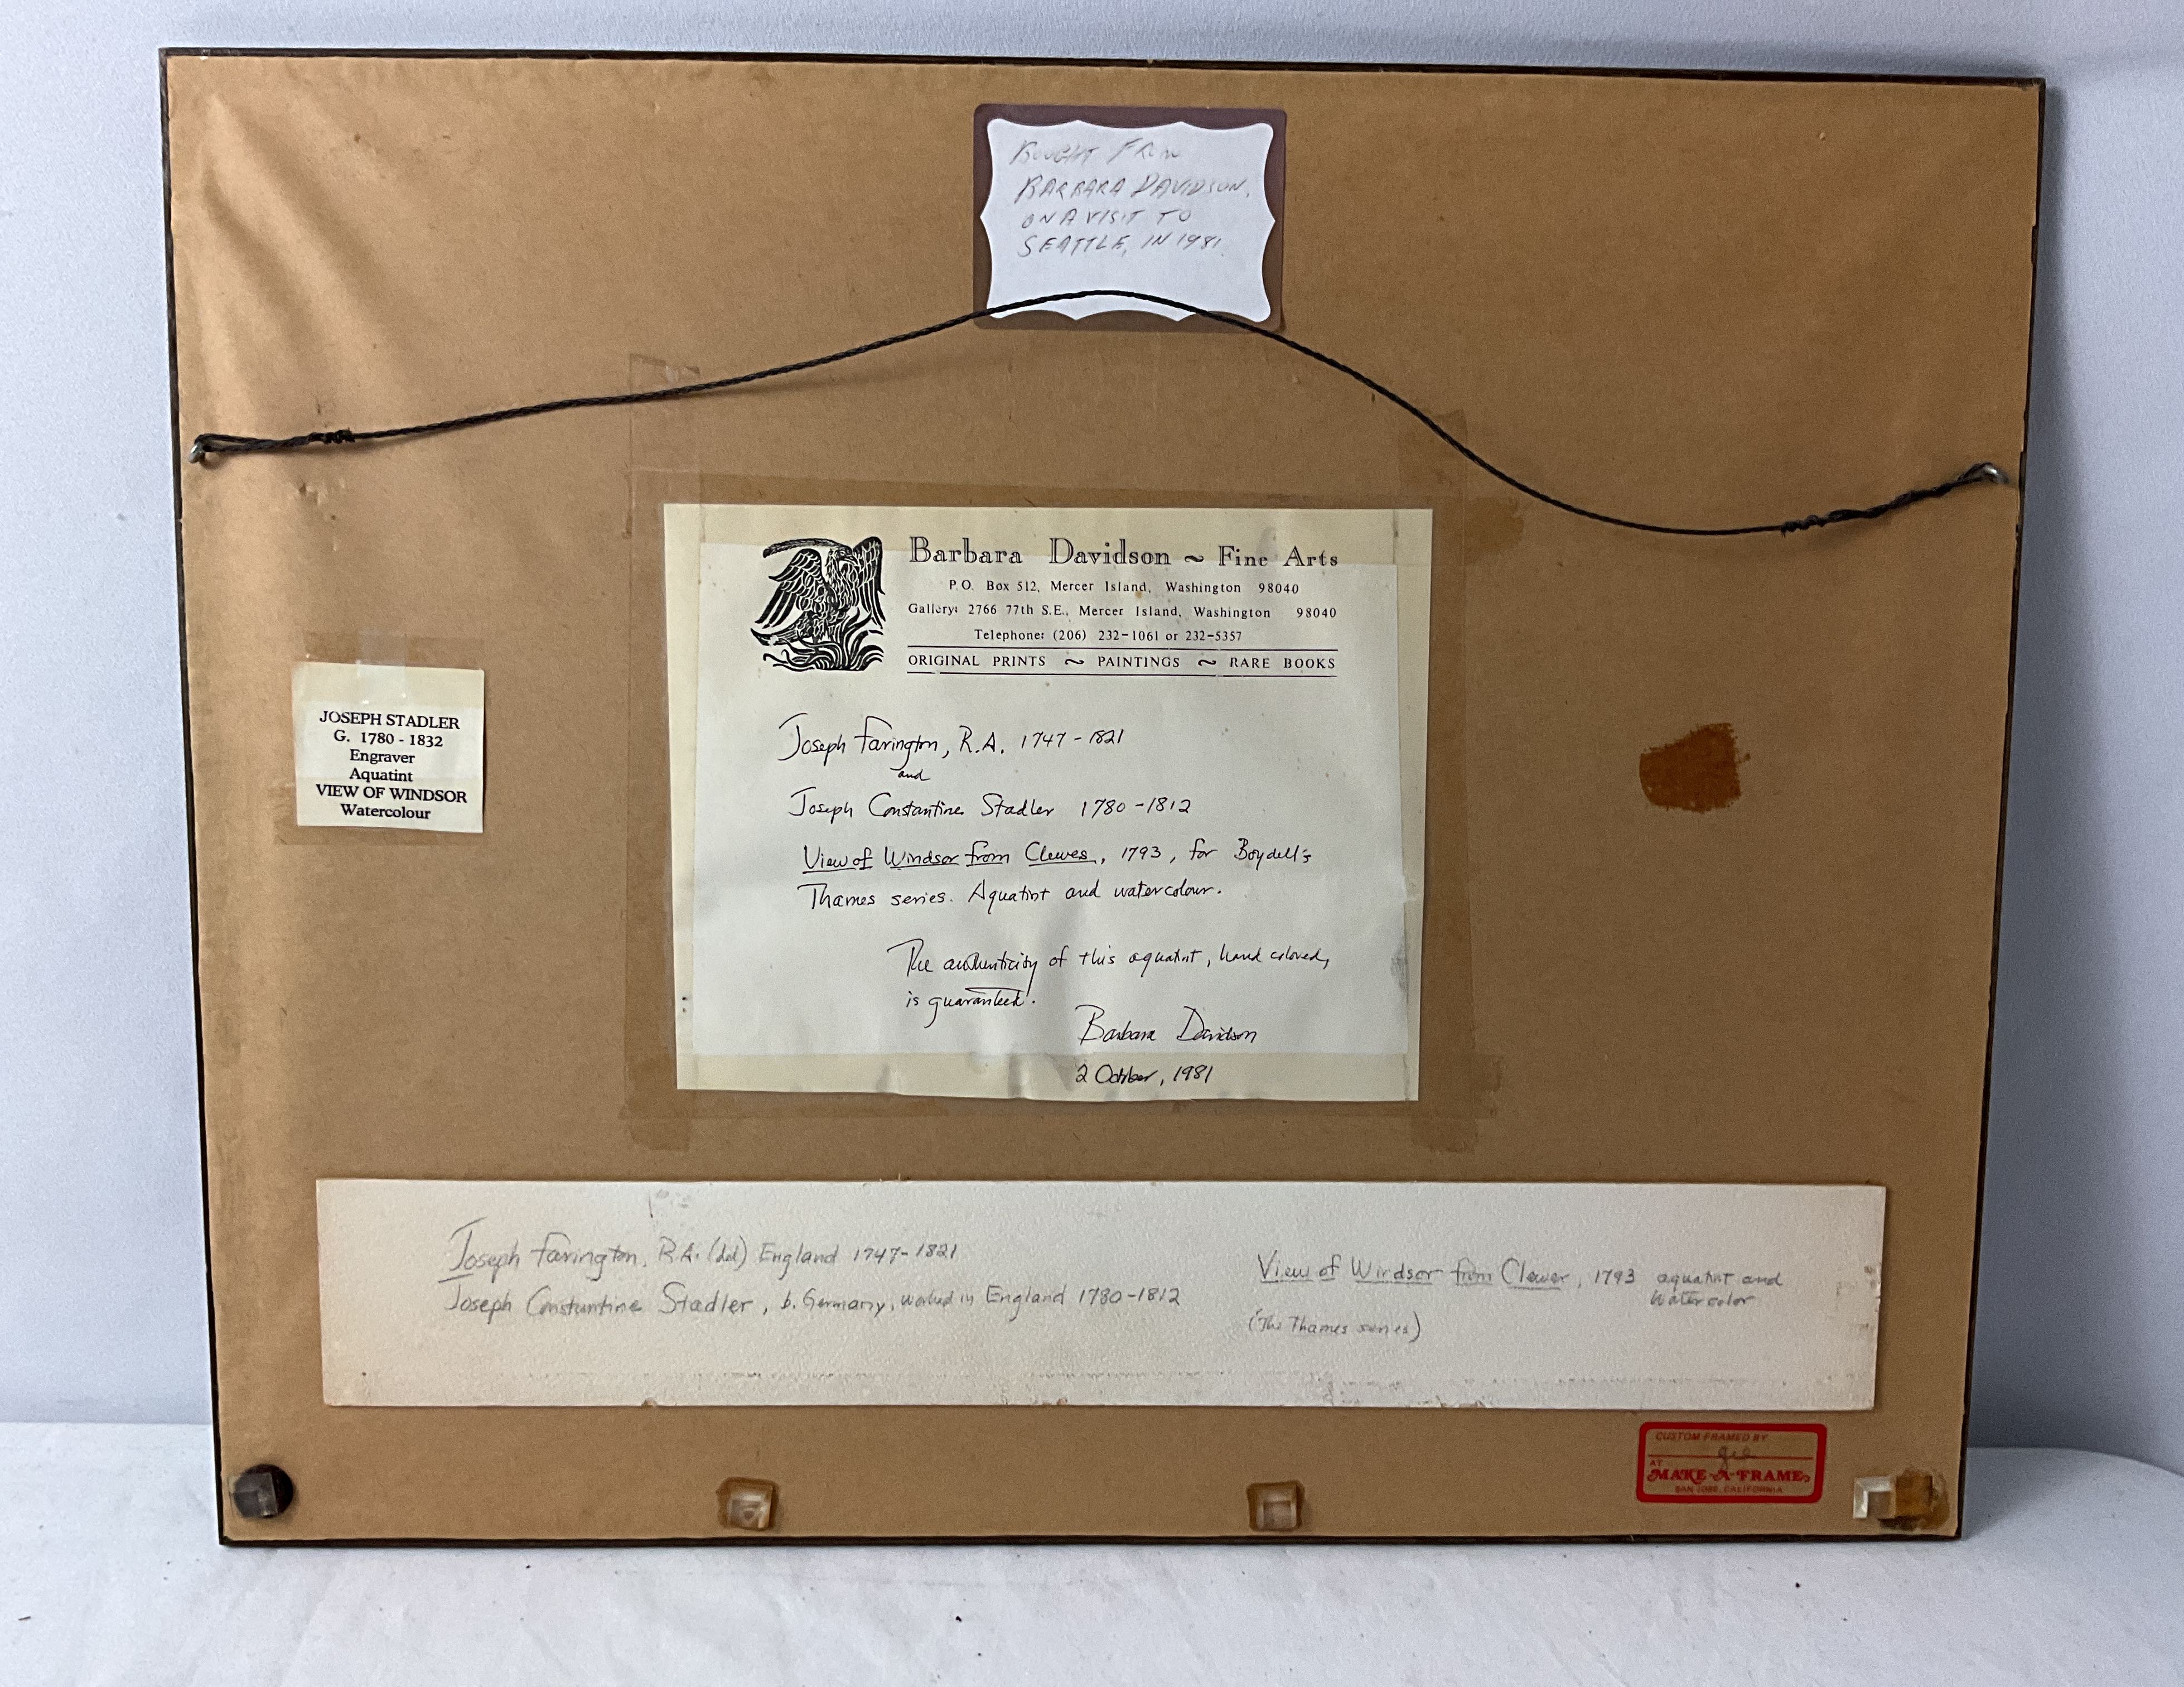 BOUGHT FROM
BARBARA DAVIDSON.
ON A VISIT TO
SEATTLE, IN 1981.
Barbara Davidson ~ Fine Arts
P.O. Box 512, Mercer Island, Washington 98040
Gallery: 2766 77th S.E., Mercer Island, Washington 98040
Telephone: (206) 232-1061 or 232-5357
ORIGINAL PRINTS ~ PAINTINGS ~ RARE BOOKS
Joseph Farington, R.A. 1747-1821
and
Joseph Constantine Stadler 1780-1812
View of Windsor from Clewes, 1793, for Boydell's
Thames series. Aquatint and watercolour.
The authenticity of this aquatint, hand colored,
is guaranteed.
Barbara Davidson
2 October, 1981
JOSEPH STADLER
G. 1780 - 1832
Engraver
Aquatint
VIEW OF WINDSOR
Watercolour
Joseph Farington, R.A. (del) England 1747-1821
Joseph Constantine Stadler, b. Germany, worked in England 1780-1812
View of Windsor from Clewer, 1793 aquatint and
watercolor
(The Thames series)
CUSTOM FRAMED BY
AT
MAKE-A-FRAME
SAN JOSE, CALIFORNIA